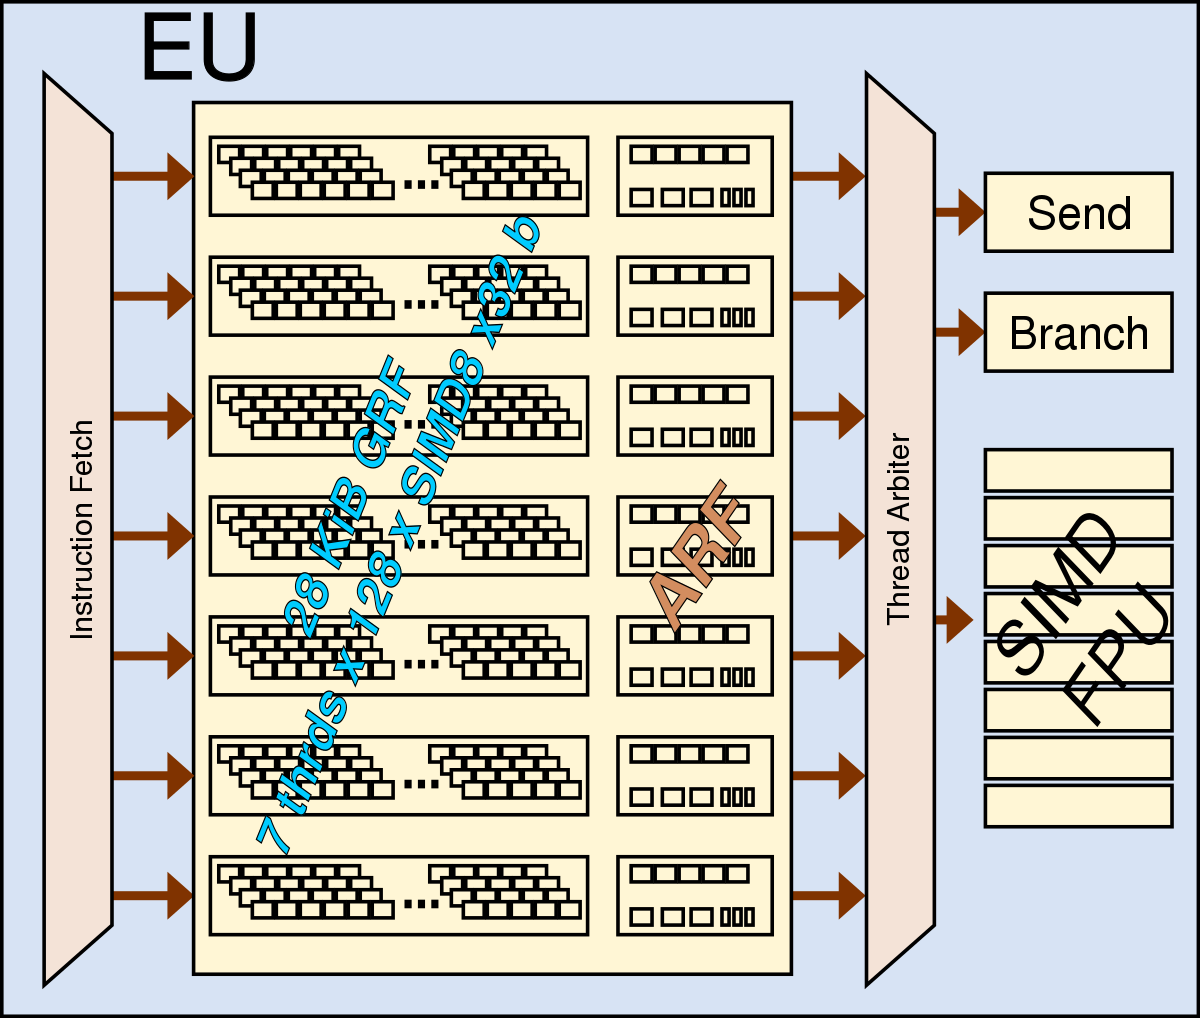 EU
Instruction Fetch
28 KiB GRF
7 thrds x 128 x SIMD8 x32 b
ARF
Thread Arbiter
Send
Branch
SIMD
FPU